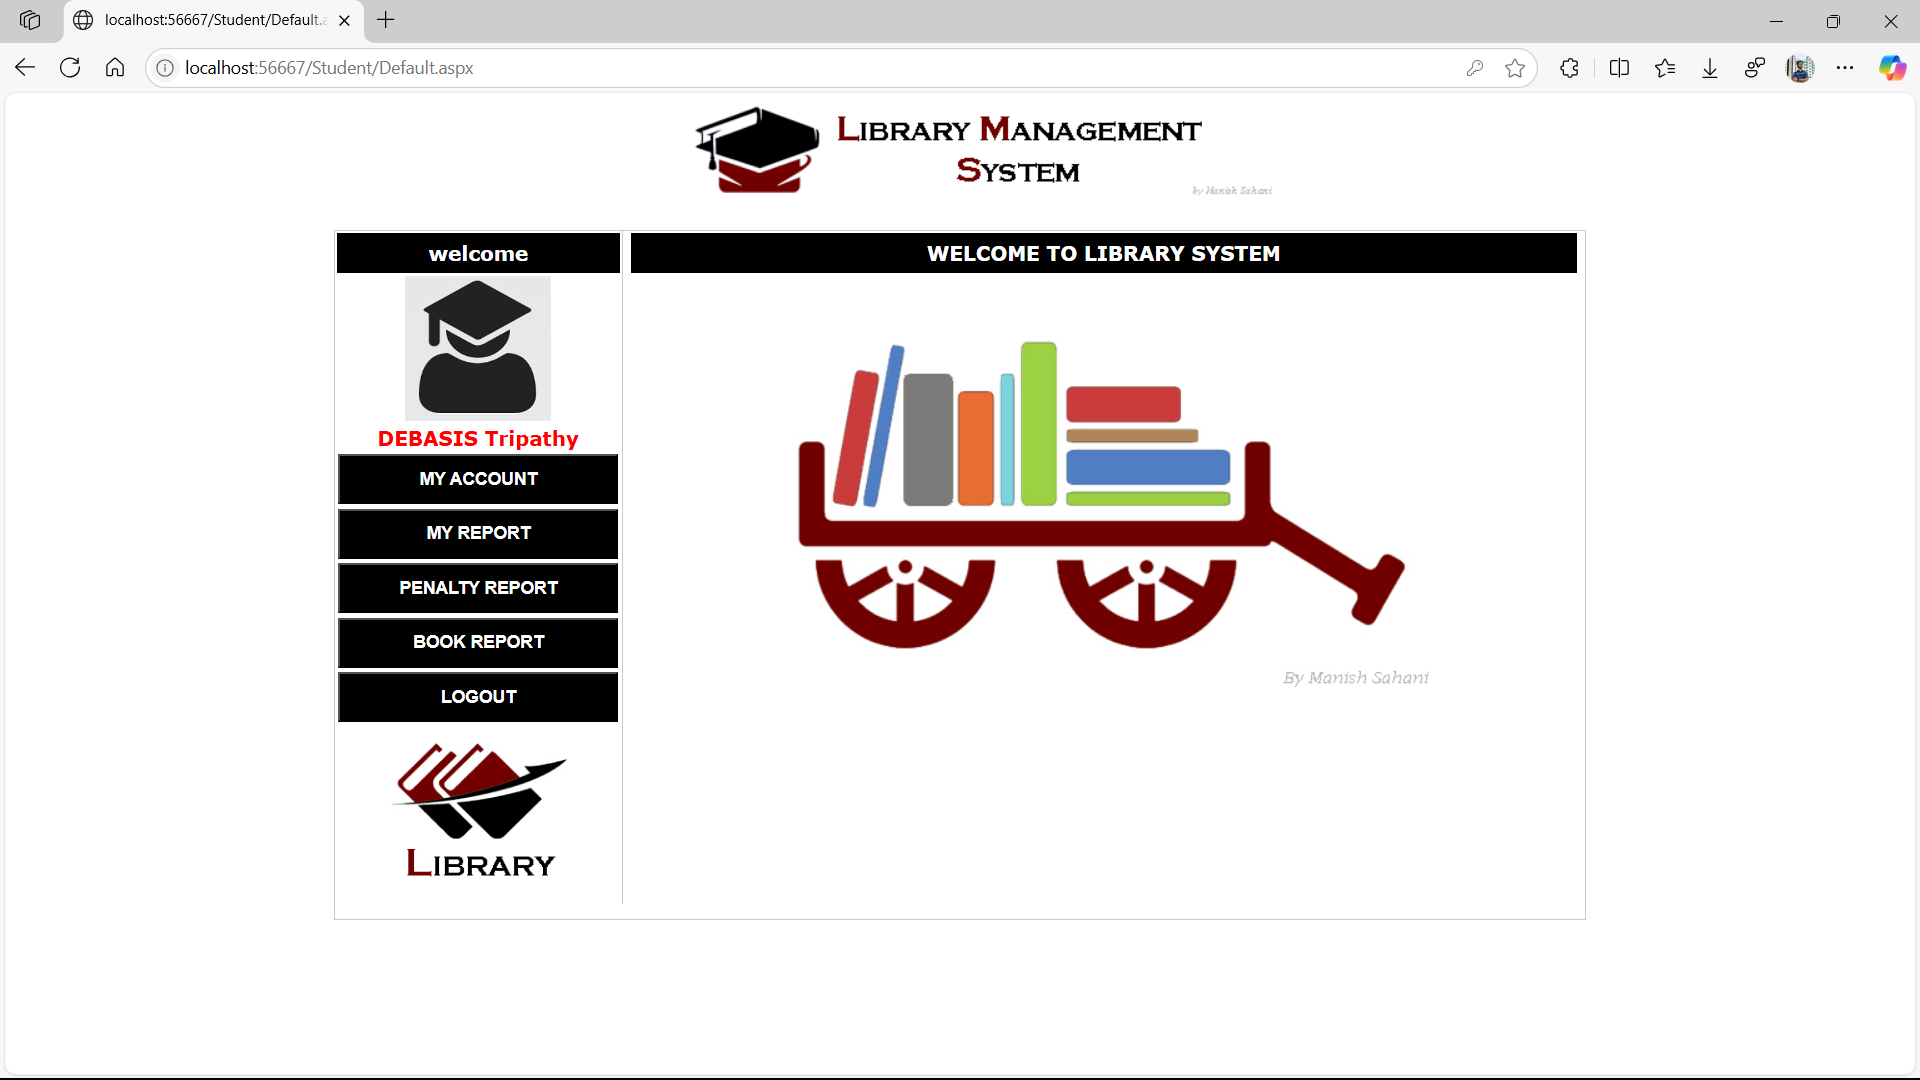 localhost:56667/Student/Default.a
localhost:56667/Student/Default.aspx
LIBRARY MANAGEMENT
SYSTEM
by Manish Sahani
welcome
DEBASIS Tripathy
MY ACCOUNT
MY REPORT
PENALTY REPORT
BOOK REPORT
LOGOUT
LIBRARY
WELCOME TO LIBRARY SYSTEM
By Manish Sahani